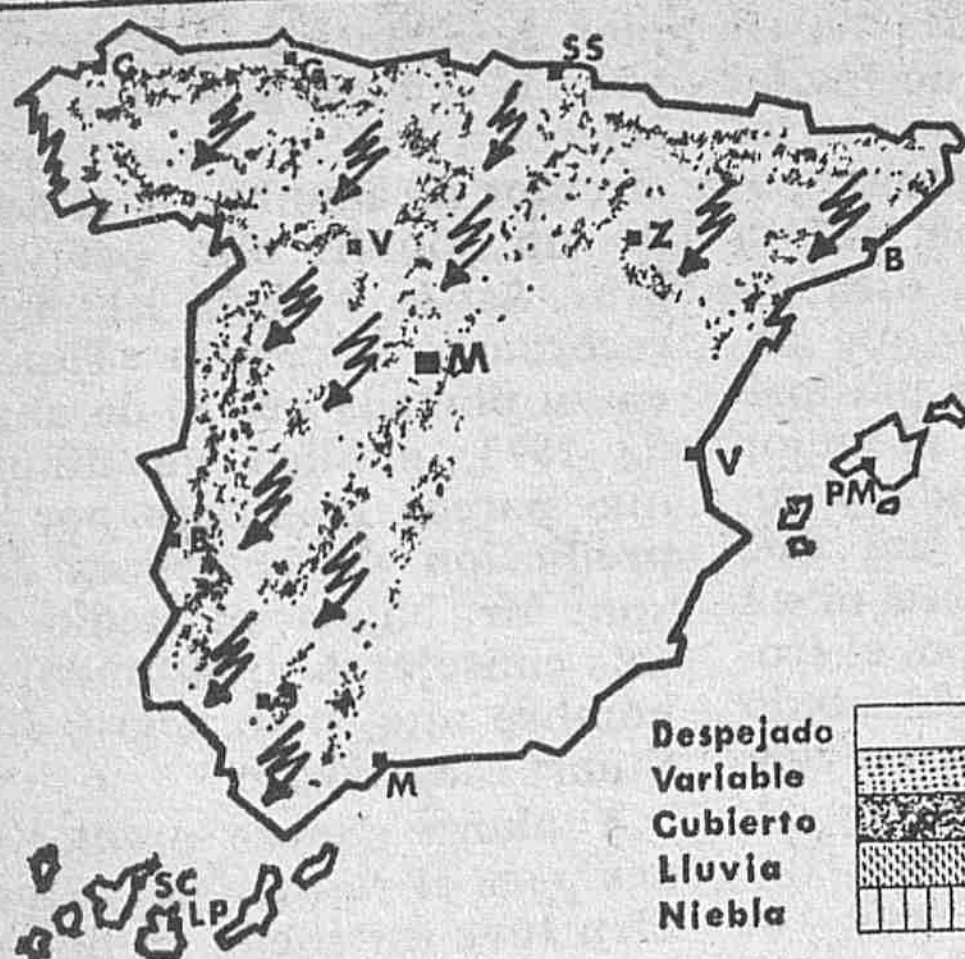 SS
C
G
V
Z
B
M
V
PM
B
S
M
SC
LP
Despejado
Variable
Cubierto
Lluvia
Niebla